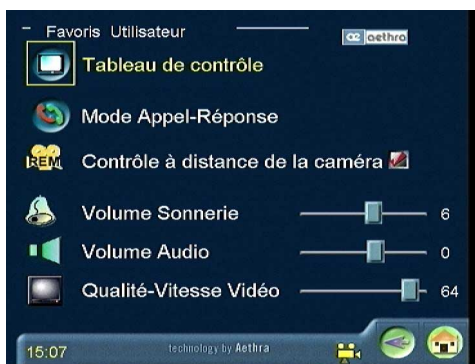 Favoris Utilisateur
aethra
Tableau de contrôle
Mode Appel-Réponse
REM
Contrôle à distance de la caméra
Volume Sonnerie
6
Volume Audio
0
Qualité-Vitesse Vidéo
64
15:07
technology by Aethra